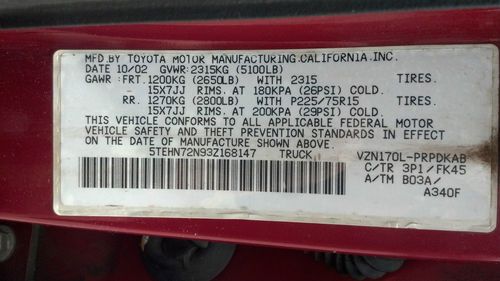 MFD.BY TOYOTA MOTOR MANUFACTURING.CALIFORNIA.INC.
DATE 10/02 GVWR:2315KG (5100LB)
GAWR : FRT. 1200KG (2650LB) WITH 2315 TIRES.
15X7JJ RIMS. AT 180KPA (26PSI) COLD.
RR. 1270KG (2800LB) WITH P225/75R15 TIRES.
15X7JJ RIMS. AT 200KPA (29PSI) COLD.
THIS VEHICLE CONFORMS TO ALL APPLICABLE FEDERAL MOTOR
VEHICLE SAFETY AND THEFT PREVENTION STANDARDS IN EFFECT
ON THE DATE OF MANUFACTURE SHOWN ABOVE.
5TEHN72N93Z168147 TRUCK VZN170L-PRPDKAB
C/TR 3P1/FK45
A/TM B03A/
A340F